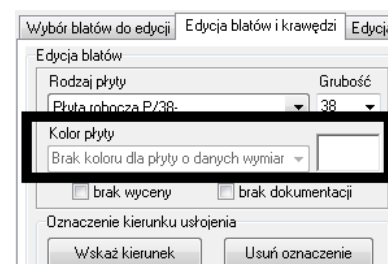 Wybór blatów do edycji Edycja blatów i krawędzi Edycja
Edycja blatów
Rodzaj płyty Grubość
Płyta robocza P/38- 38
Kolor płyty
Brak koloru dla płyty o danych wymiar
brak wyceny brak dokumentacji
Oznaczenie kierunku usłojenia
Wskaż kierunek Usuń oznaczenie